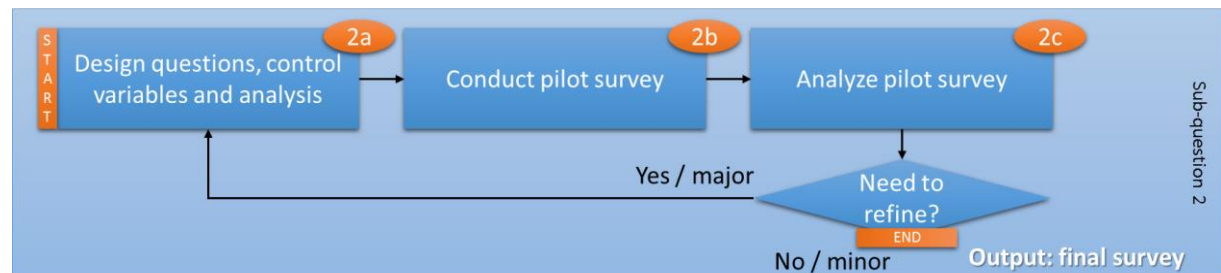 START
2a
Design questions, control
variables and analysis
2b
Conduct pilot survey
2c
Analyze pilot survey
Sub-question 2
Yes / major
Need to
refine?
END
No / minor
Output: final survey